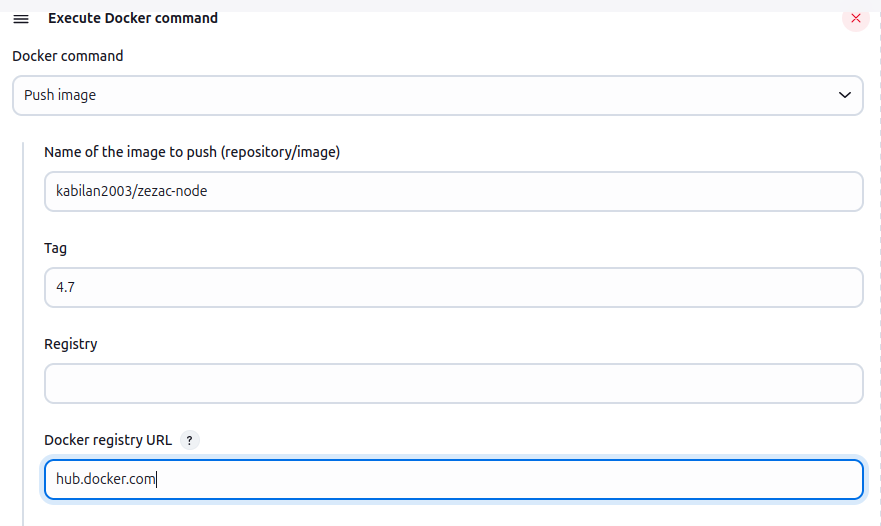 Execute Docker command
Docker command
Push image
Name of the image to push (repository/image)
kabilan2003/zezac-node
Tag
4.7
Registry
Docker registry URL ?
hub.docker.com